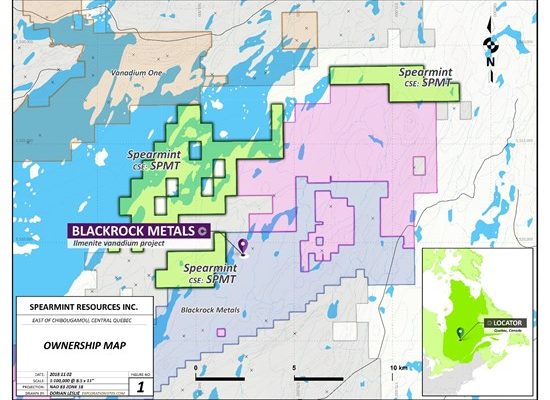 Vanadium One
Spearmint
CSE: SPMT
N
Spearmint
CSE: SPMT
BLACKROCK METALS
Ilmenite vanadium project
Spearmint
CSE: SPMT
Blackrock Metals
SPEARMINT RESOURCES INC.
EAST OF CHIBOUGAMOU, CENTRAL QUEBEC
OWNERSHIP MAP
DATE: 2018-11-02
SCALE: 1:100,000 @ 8.5 x 11"
PROJECTION: NAD 83 ZONE 18
DRAWN BY: DORIAN LESLIE
FIGURE NO
1
0
5
10 km
LOCATOR
Quebec, Canada